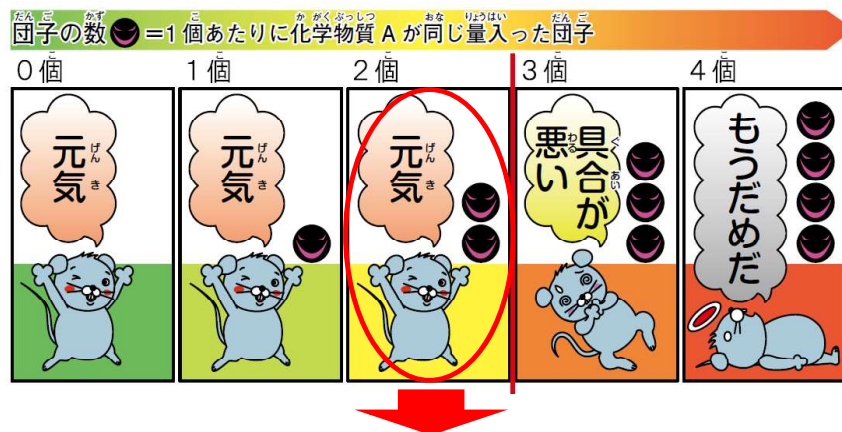 団子の数 =1個あたりに化学物質Aが同じ量入った団子
0個
1個
2個
3個
4個
元気
元気
元気
具合が
悪い
もうだめだ